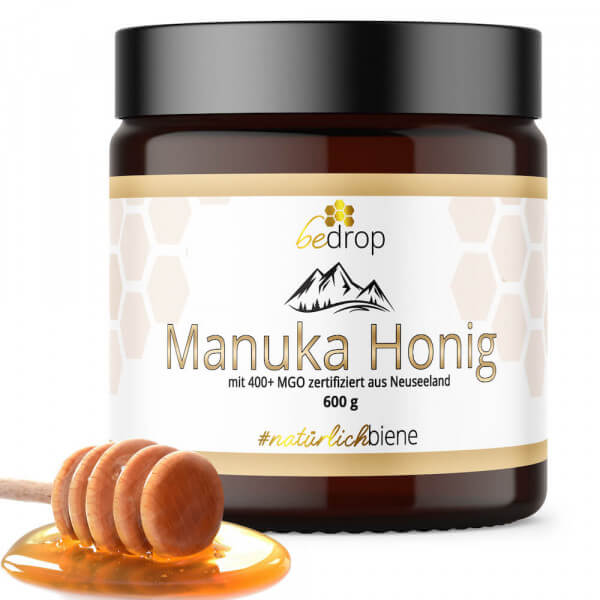 bedrop
Manuka Honig
mit 400+ MGO zertifiziert aus Neuseeland
600 g
#natürlichbiene